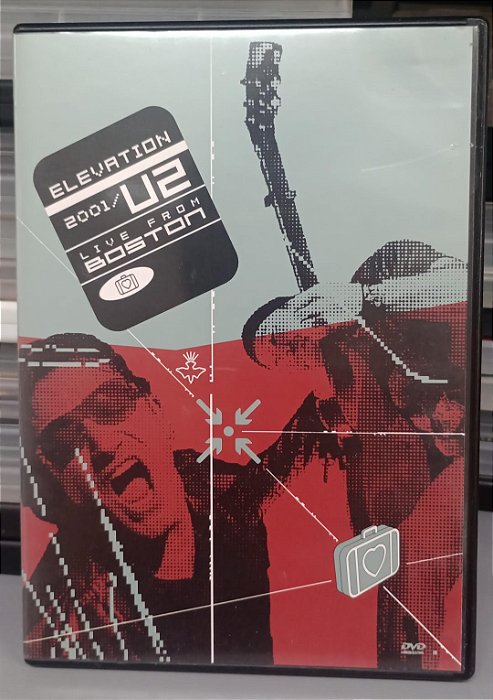 ELEVATION
2001/U2
LIVE FROM
BOSTON
DVD